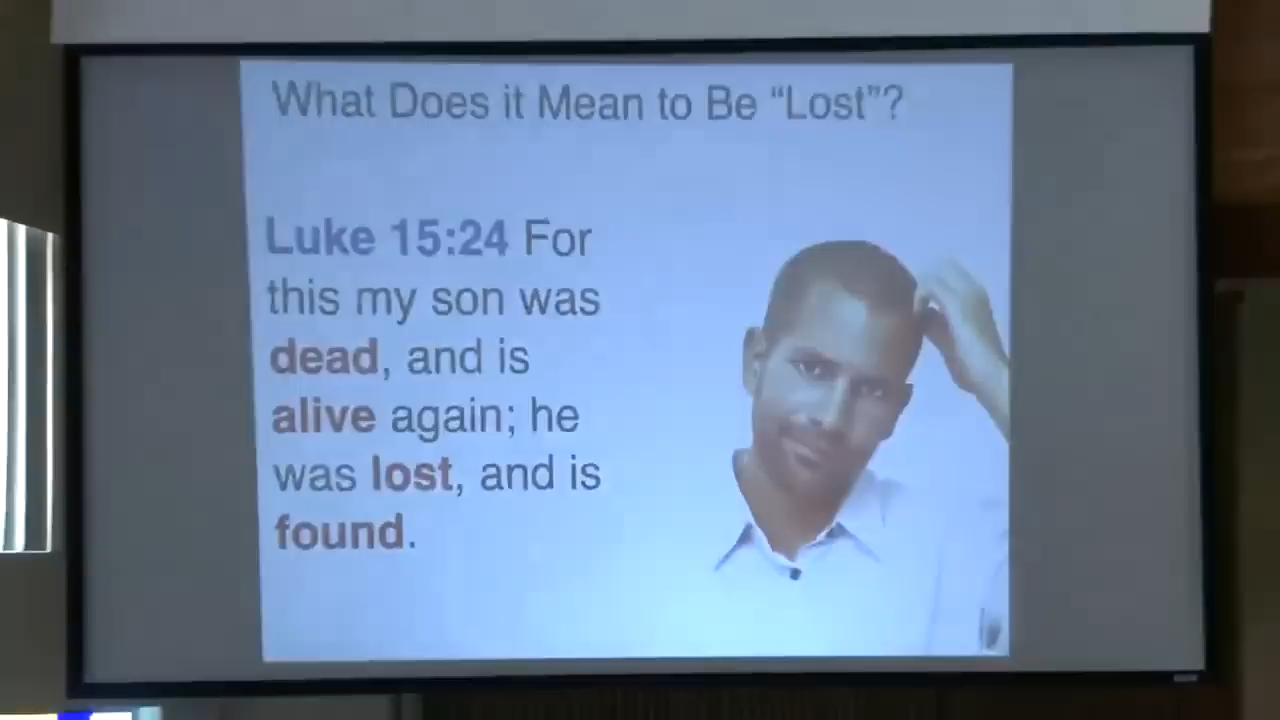 What Does it Mean to Be “Lost”?
Luke 15:24 For
this my son was
dead, and is
alive again; he
was lost, and is
found.